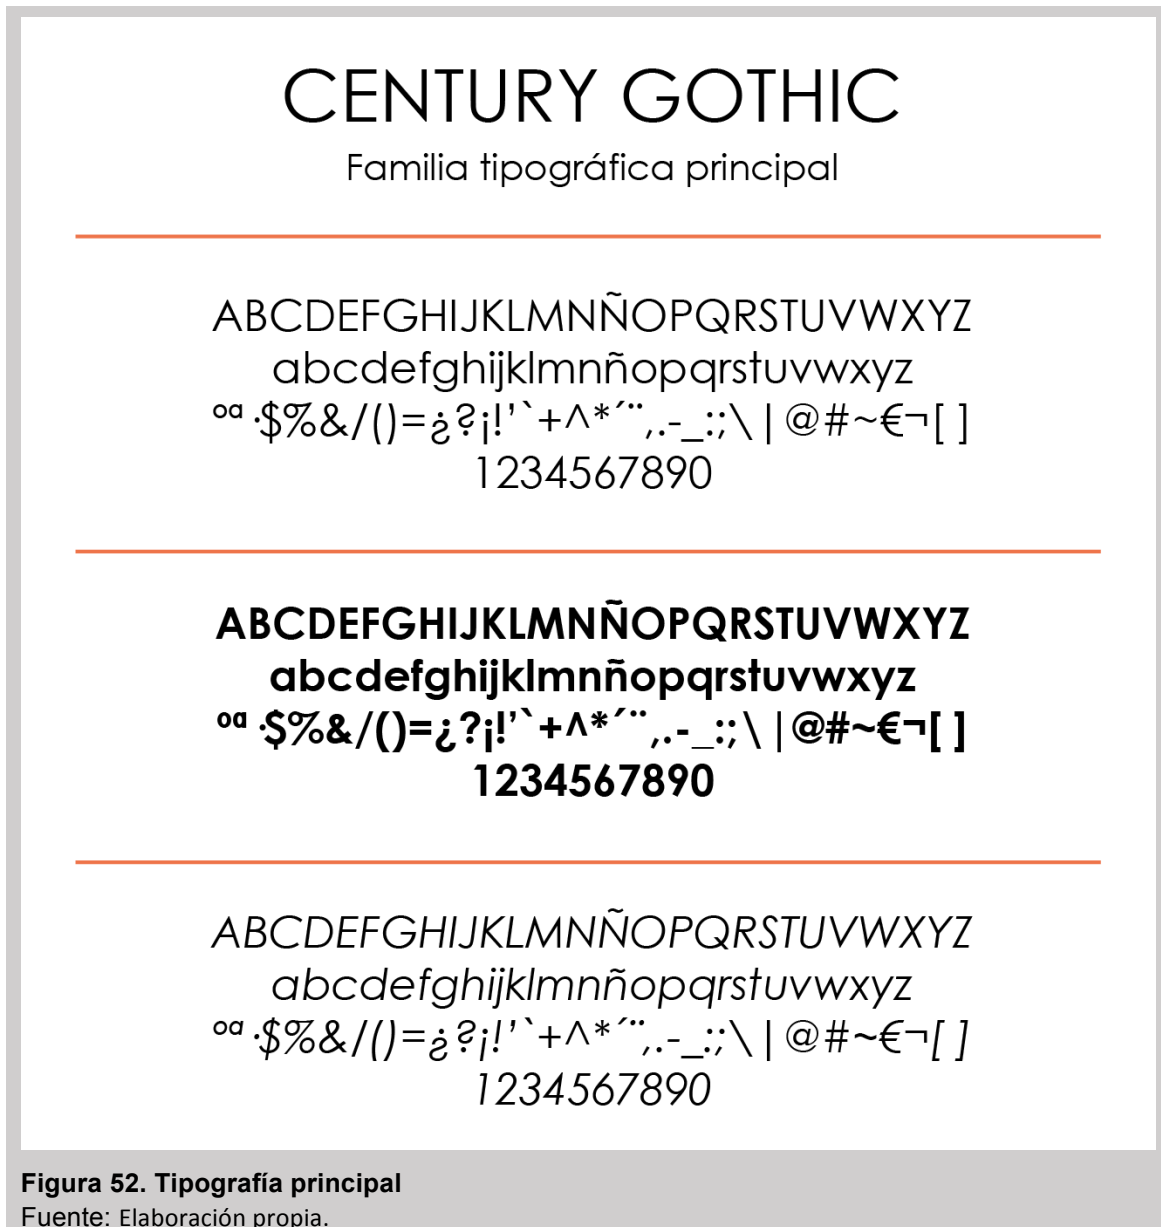 CENTURY GOTHIC
Familia tipográfica principal
ABCDEFGHIJKLMNÑOPQRSTUVWXYZ
abcdefghijklmnñopqrstuvwxyz
ºª ·$%&/()=¿?¡!'`+^*´¨,.-_:;\|@#~€¬[ ]
1234567890
ABCDEFGHIJKLMNÑOPQRSTUVWXYZ
abcdefghijklmnñopqrstuvwxyz
ºª ·$%&/()=¿?¡!'`+^*´¨,.-_:;\|@#~€¬[ ]
1234567890
ABCDEFGHIJKLMNÑOPQRSTUVWXYZ
abcdefghijklmnñopqrstuvwxyz
ºª ·$%&/()=¿?¡!'`+^*´¨,.-_:;\|@#~€¬[ ]
1234567890
Figura 52. Tipografía principal
Fuente: Elaboración propia.